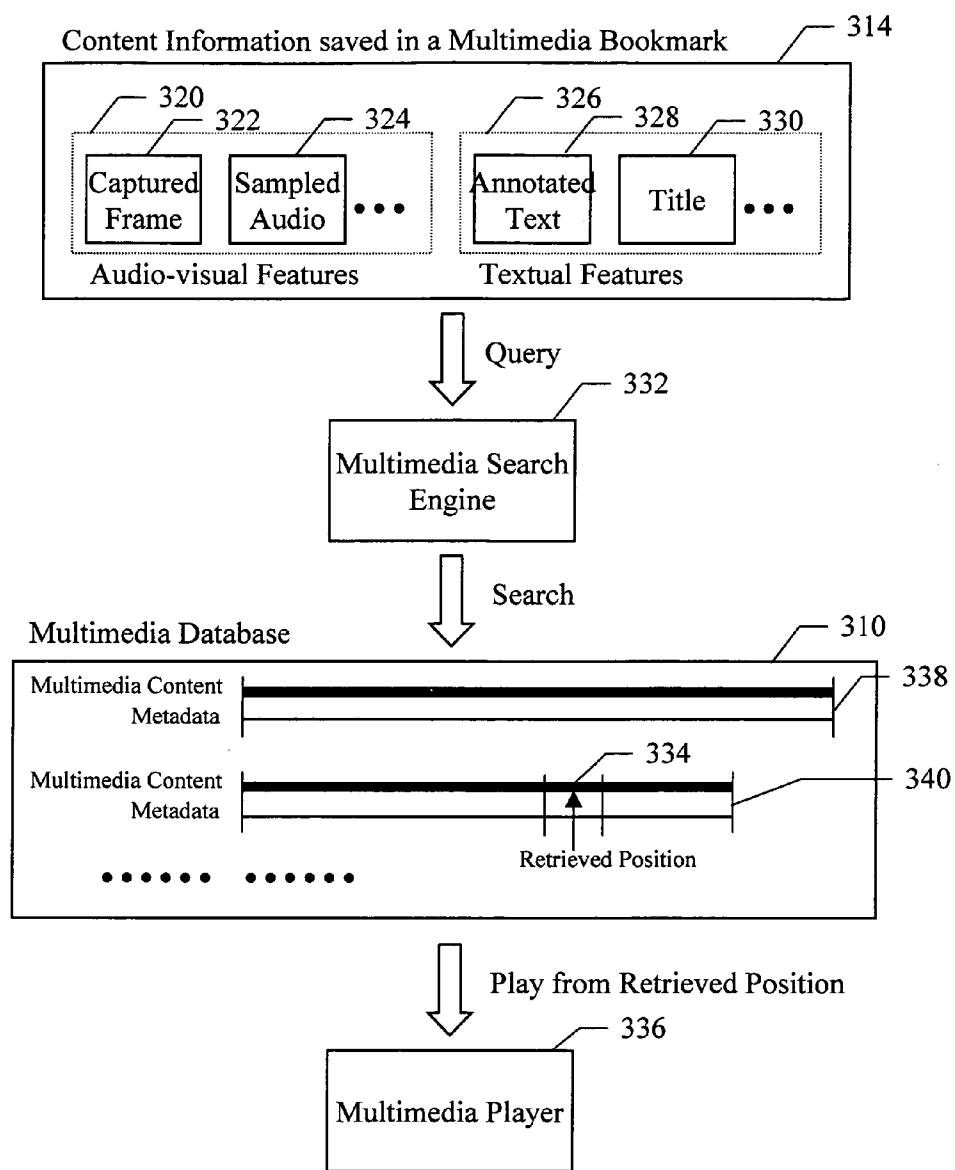 Content Information saved in a Multimedia Bookmark
314
320
322
324
326
328
330
Captured
Frame
Sampled
Audio
Annotated
Text
Title
Audio-visual Features
Textual Features
Query
332
Multimedia Search
Engine
Search
Multimedia Database
310
Multimedia Content
Metadata
338
334
Multimedia Content
Metadata
340
Retrieved Position
Play from Retrieved Position
336
Multimedia Player